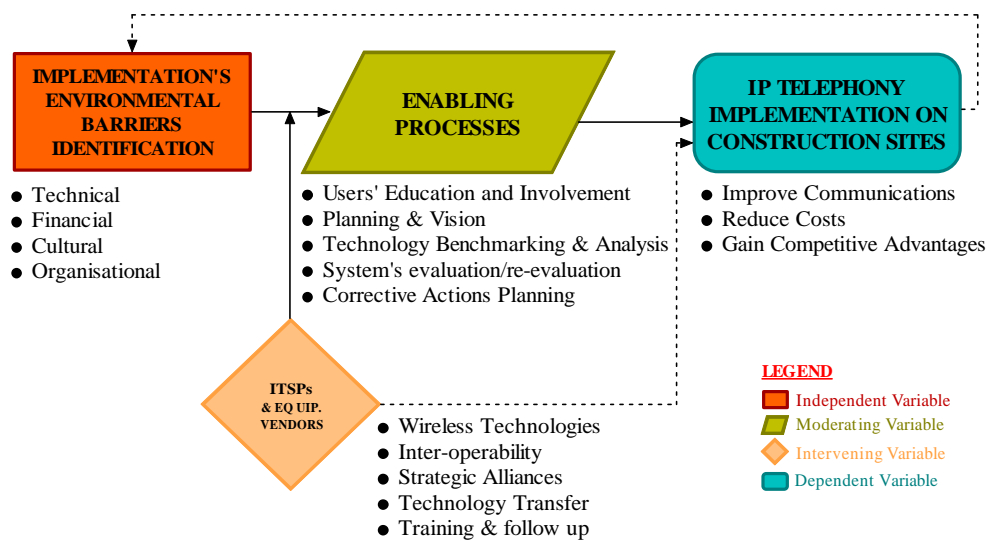 IMPLEMENTATION'S
ENVIRONMENTAL
BARRIERS
IDENTIFICATION
● Technical
● Financial
● Cultural
● Organisational
ENABLING
PROCESSES
● Users' Education and Involvement
● Planning & Vision
● Technology Benchmarking & Analysis
● System's evaluation/re-evaluation
● Corrective Actions Planning
IP TELEPHONY
IMPLEMENTATION ON
CONSTRUCTION SITES
● Improve Communications
● Reduce Costs
● Gain Competitive Advantages
ITSPs
& EQ UIP.
VENDORS
● Wireless Technologies
● Inter-operability
● Strategic Alliances
● Technology Transfer
● Training & follow up
LEGEND
Independent Variable
Moderating Variable
Intervening Variable
Dependent Variable